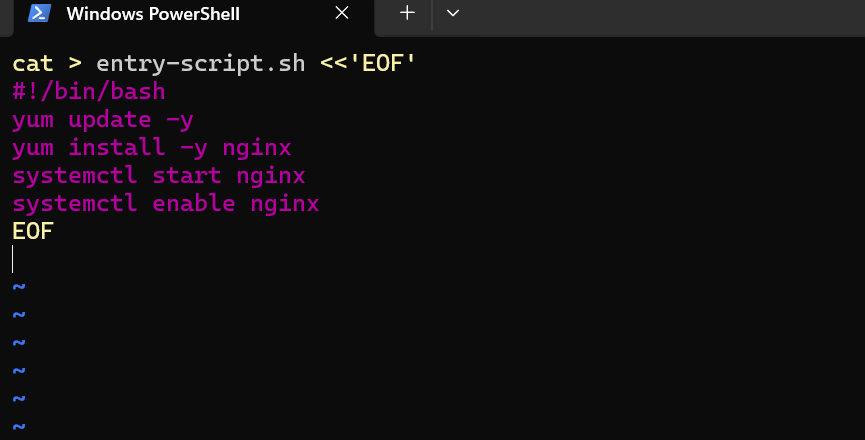 Windows PowerShell
cat > entry-script.sh <<'EOF'
#!/bin/bash
yum update -y
yum install -y nginx
systemctl start nginx
systemctl enable nginx
EOF
~
~
~
~
~
~